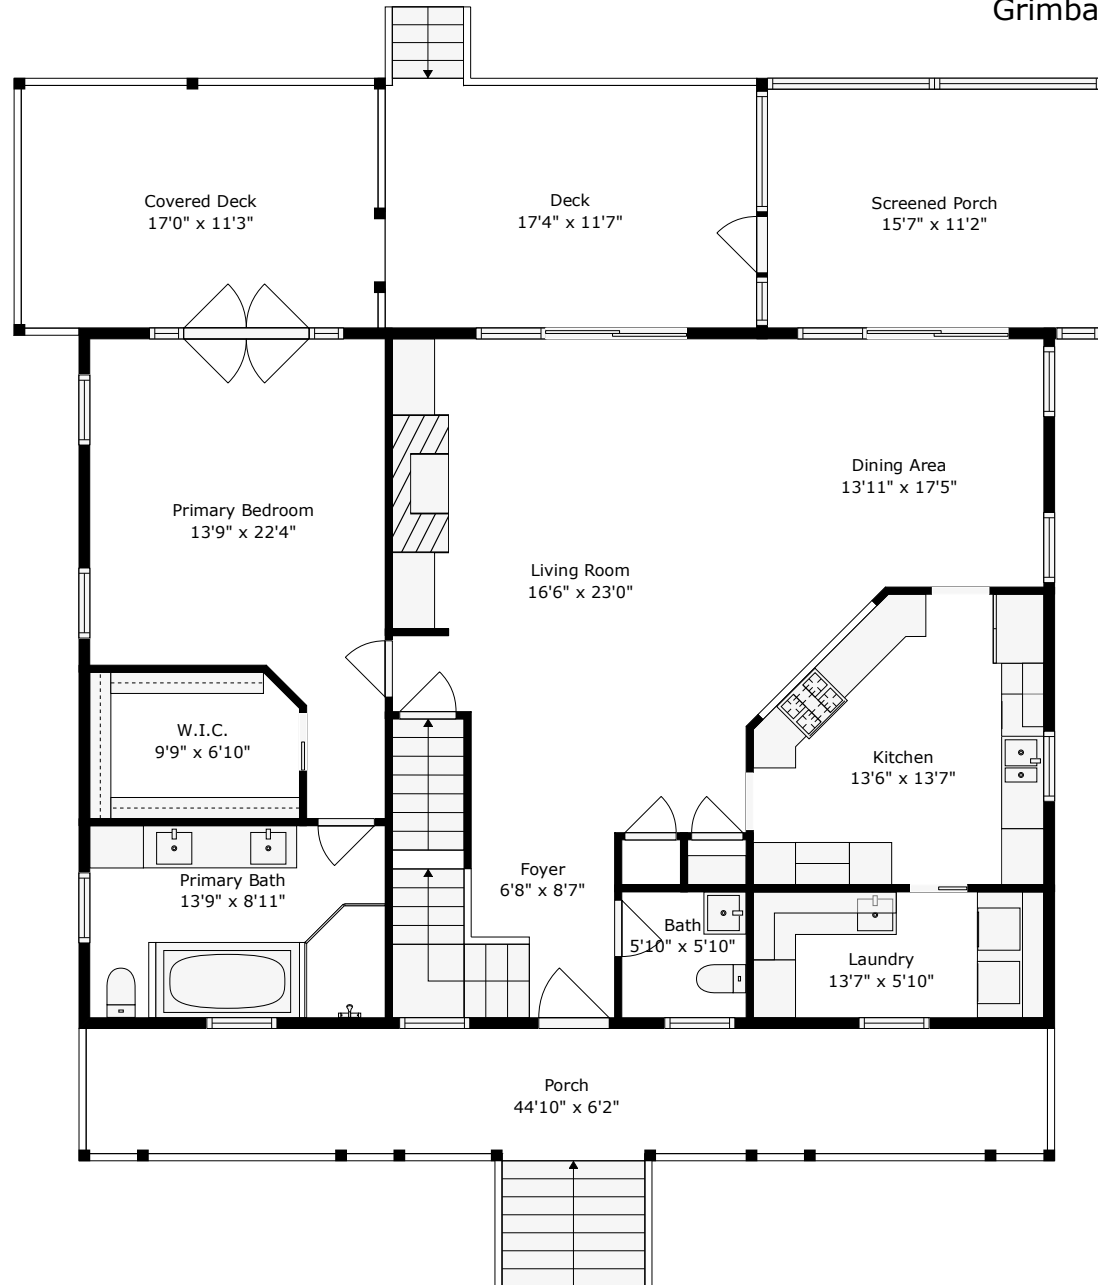 Grimba
Covered Deck
17'0" x 11'3"
Deck
17'4" x 11'7"
Screened Porch
15'7" x 11'2"
Dining Area
13'11" x 17'5"
Primary Bedroom
13'9" x 22'4"
Living Room
16'6" x 23'0"
W.I.C.
9'9" x 6'10"
Kitchen
13'6" x 13'7"
Primary Bath
13'9" x 8'11"
Foyer
6'8" x 8'7"
Bath
5'10" x 5'10"
Laundry
13'7" x 5'10"
Porch
44'10" x 6'2"